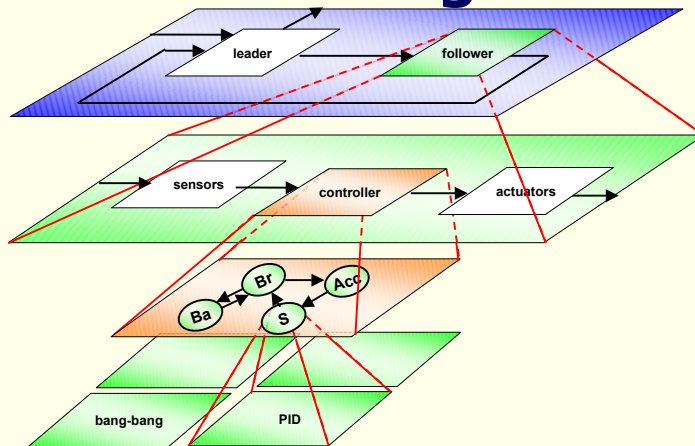 leader
follower
sensors
controller
actuators
Br
Acc
Ba
S
bang-bang
PID